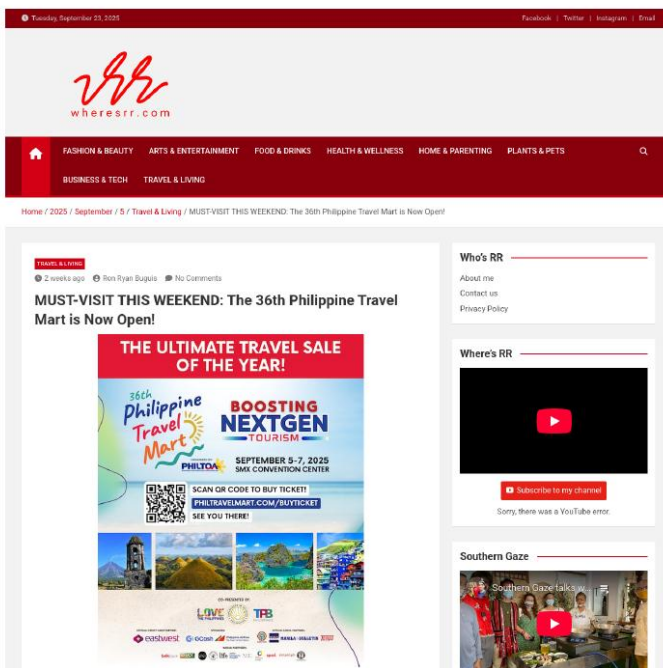 Tuesday, September 23, 2025
Facebook | Twitter | Instagram | Email
wheresrr.com
FASHION & BEAUTY ARTS & ENTERTAINMENT FOOD & DRINKS HEALTH & WELLNESS HOME & PARENTING PLANTS & PETS
BUSINESS & TECH TRAVEL & LIVING
Home / 2025 / September / 5 / Travel & Living / MUST-VISIT THIS WEEKEND: The 36th Philippine Travel Mart is Now Open!
TRAVEL & LIVING
2 weeks ago Ron Ryan Buguis No Comments
MUST-VISIT THIS WEEKEND: The 36th Philippine Travel
Mart is Now Open!
THE ULTIMATE TRAVEL SALE
OF THE YEAR!
36th
Philippine
Travel
Mart
PHILTOA
BOOSTING
NEXTGEN
TOURISM
SEPTEMBER 5-7, 2025
SMX CONVENTION CENTER
SCAN QR CODE TO BUY TICKET!
PHILTRAVELMART.COM/BUYTICKET
SEE YOU THERE!
LOVE
TPB
eastwest GCash MANILA BULLETIN
Who's RR
About me
Contact us
Privacy Policy
Where's RR
Subscribe to my channel
Sorry, there was a YouTube error.
Southern Gaze
Southern Gaze talks w...